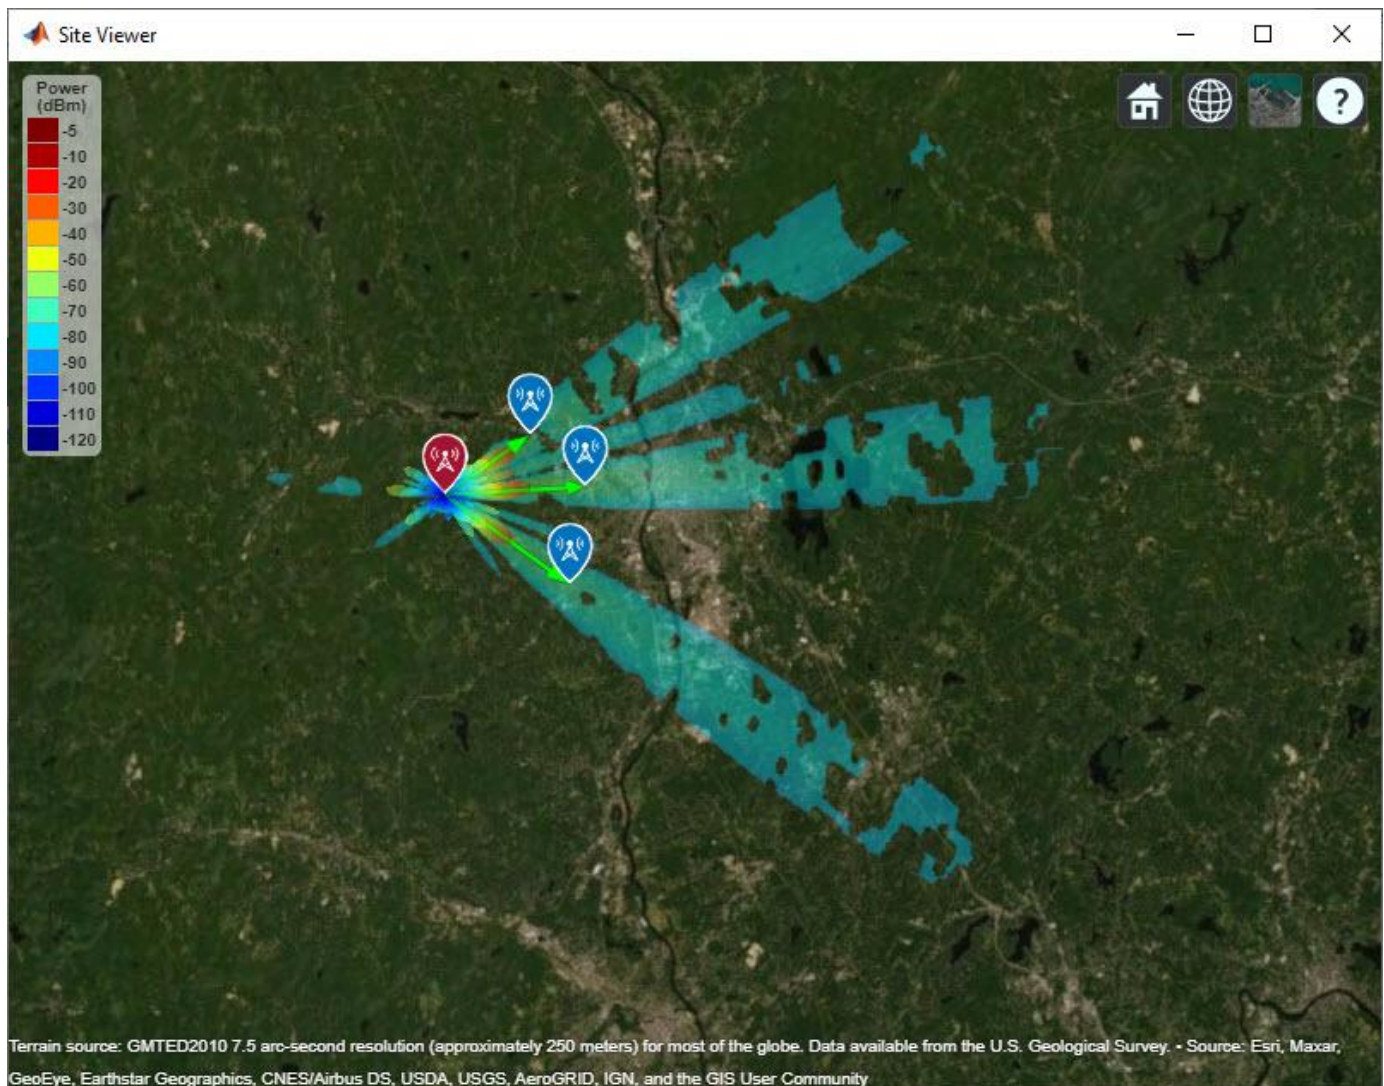 Site Viewer
Power
(dBm)
-5
-10
-20
-30
-40
-50
-60
-70
-80
-90
-100
-110
-120
?
Terrain source: GMTED2010 7.5 arc-second resolution (approximately 250 meters) for most of the globe. Data available from the U.S. Geological Survey. • Source: Esri, Maxar,
GeoEye, Earthstar Geographics, CNES/Airbus DS, USDA, USGS, AeroGRID, IGN, and the GIS User Community